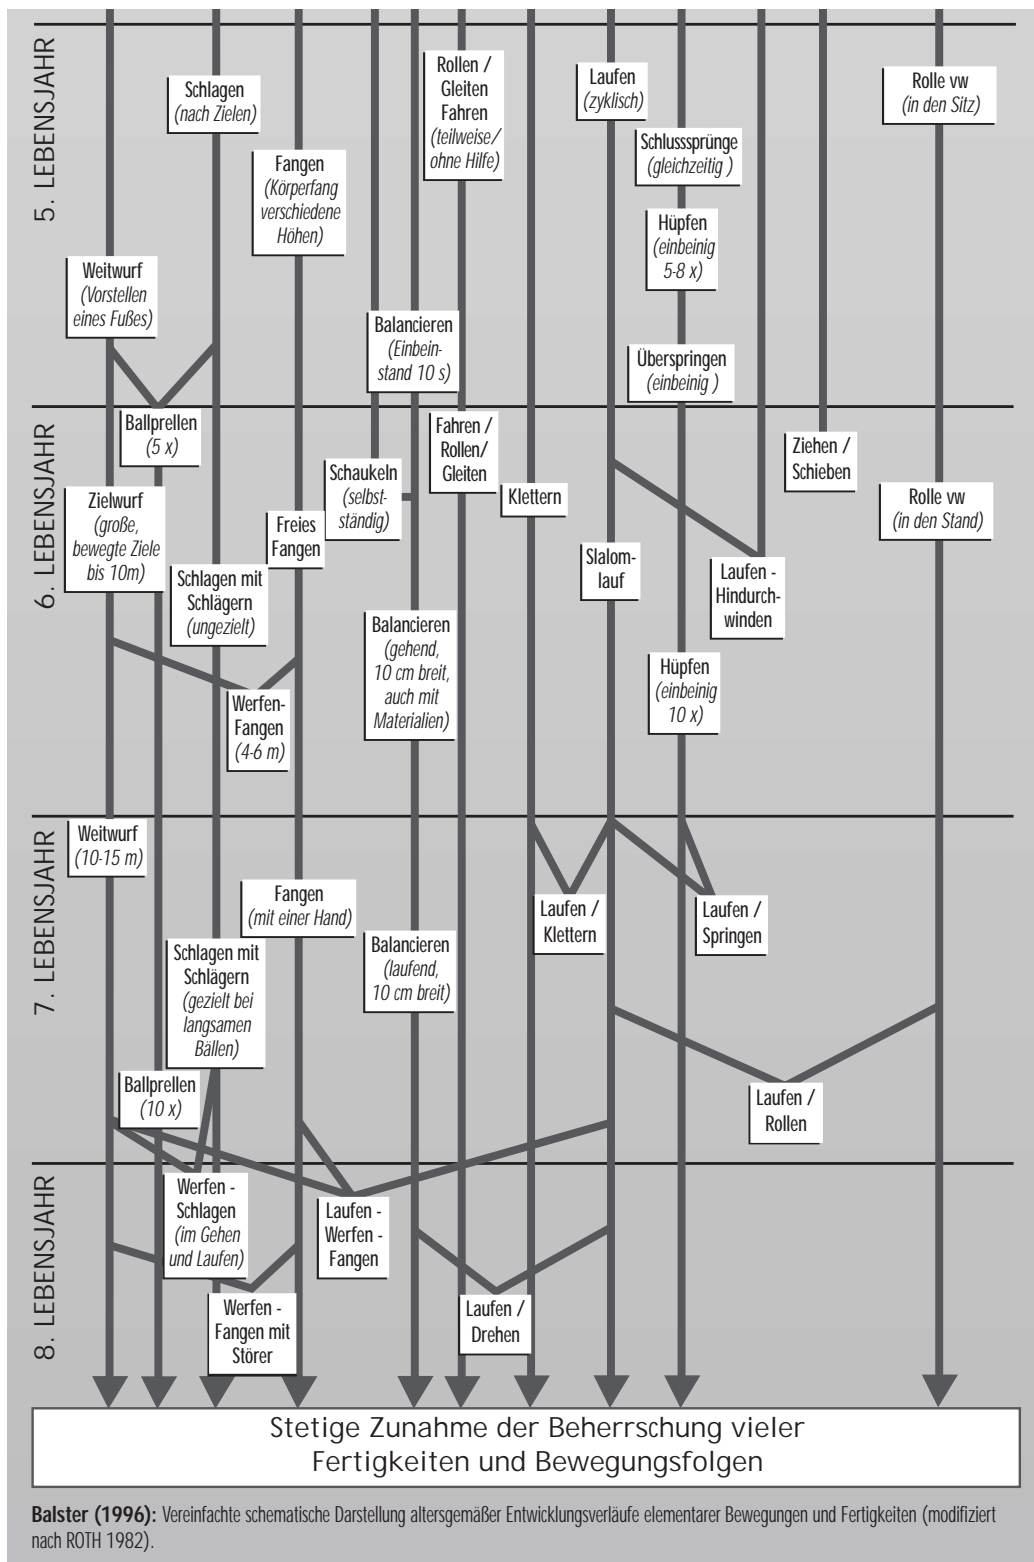 5. LEBENSJAHR
Schlagen
(nach Zielen)
Rollen /
Gleiten
Fahren
(teilweise/
ohne Hilfe)
Laufen
(zyklisch)
Rolle vw
(in den Sitz)
Fangen
(Körperfang
verschiedene
Höhen)
Schlusssprünge
(gleichzeitig )
Hüpfen
(einbeinig
5-8 x)
Weitwurf
(Vorstellen
eines Fußes)
Balancieren
(Einbein-
stand 10 s)
Überspringen
(einbeinig )
6. LEBENSJAHR
Ballprellen
(5 x)
Fahren /
Rollen/
Gleiten
Ziehen /
Schieben
Schaukeln
(selbst-
ständig)
Klettern
Rolle vw
(in den Stand)
Zielwurf
(große,
bewegte Ziele
bis 10m)
Freies
Fangen
Slalom-
lauf
Schlagen mit
Schlägern
(ungezielt)
Laufen -
Hindurch-
winden
Balancieren
(gehend,
10 cm breit,
auch mit
Materialien)
Hüpfen
(einbeinig
10 x)
Werfen-
Fangen
(4-6 m)
7. LEBENSJAHR
Weitwurf
(10-15 m)
Fangen
(mit einer Hand)
Laufen /
Klettern
Laufen /
Springen
Schlagen mit
Schlägern
(gezielt bei
langsamen
Bällen)
Balancieren
(laufend,
10 cm breit)
Ballprellen
(10 x)
Laufen /
Rollen
8. LEBENSJAHR
Werfen -
Schlagen
(im Gehen
und Laufen)
Laufen -
Werfen -
Fangen
Werfen -
Fangen mit
Störer
Laufen /
Drehen
Stetige Zunahme der Beherrschung vieler
Fertigkeiten und Bewegungsfolgen
Balster (1996): Vereinfachte schematische Darstellung altersgemäßer Entwicklungsverläufe elementarer Bewegungen und Fertigkeiten (modifiziert
nach ROTH 1982).